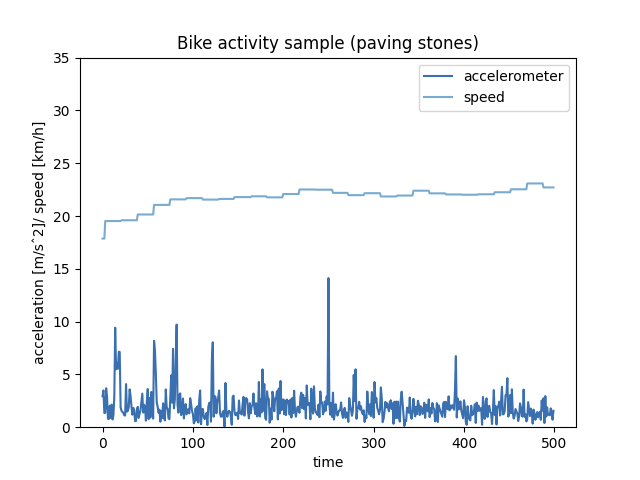 Bike activity sample (paving stones)
accelerometer
speed
acceleration [m/sˆ2]/ speed [km/h]
35
30
25
20
15
10
5
0
0 100 200 300 400 500
time